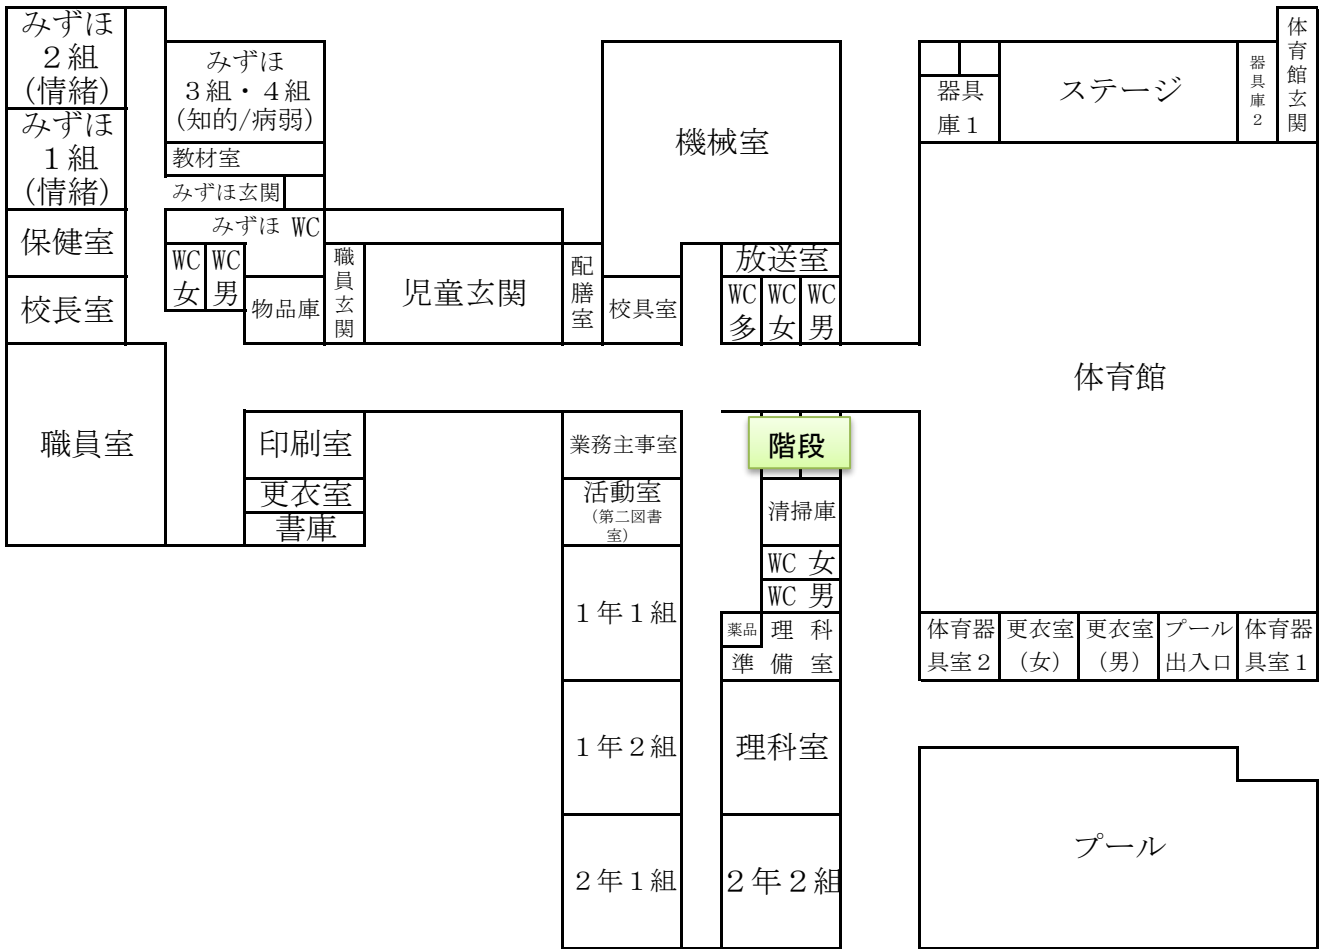 みずほ
２組
(情緒)
みずほ
１組
(情緒)
保健室
校長室
職員室
みずほ
３組・４組
(知的/病弱)
教材室
みずほ玄関
みずほ WC
WC
女
WC
男
物品庫
職員玄関
児童玄関
配膳室
校具室
機械室
放送室
WC
多
WC
女
WC
男
器具
庫１
ステージ
器具庫２
体育館玄関
体育館
印刷室
更衣室
書庫
業務主事室
活動室
(第二図書
室)
１年１組
１年２組
２年１組
階段
清掃庫
WC 女
WC 男
薬品
理 科
準 備 室
理科室
２年２組
体育器
具室２
更衣室
(女)
更衣室
(男)
プール
出入口
体育器
具室１
プール